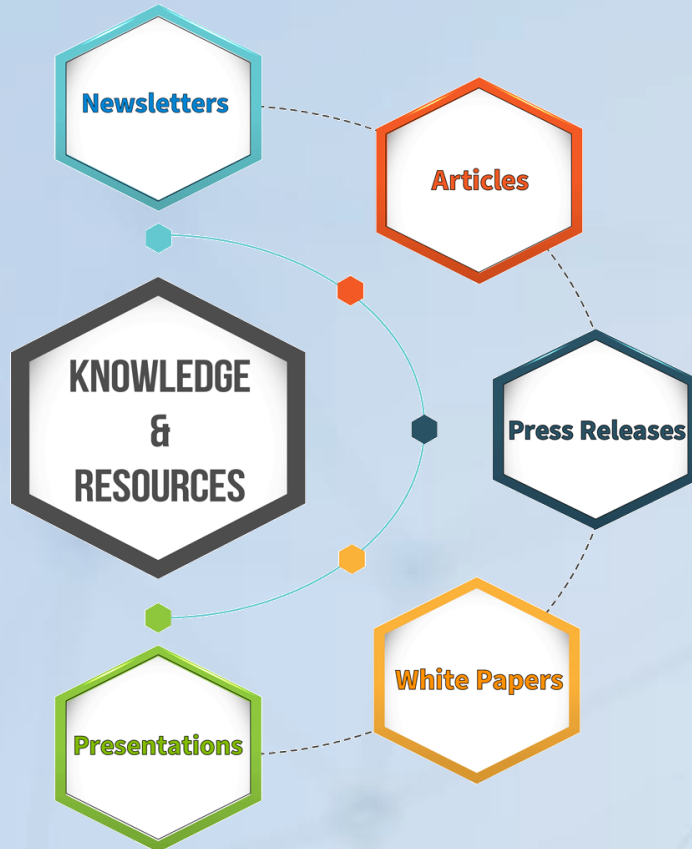 Newsletters
Articles
KNOWLEDGE
&
RESOURCES
Press Releases
White Papers
Presentations